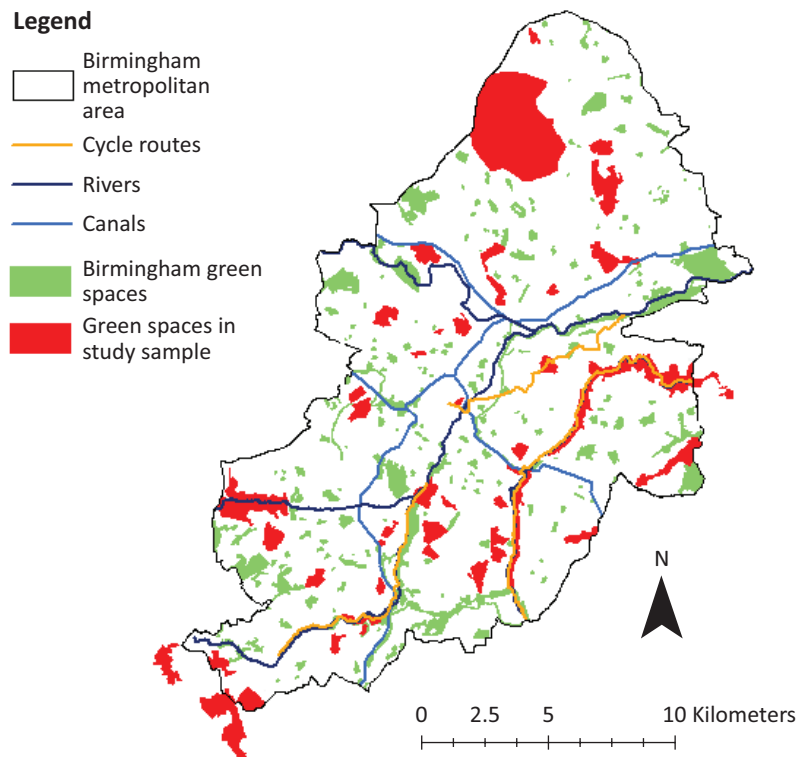 Legend
Birmingham
metropolitan
area
Cycle routes
Rivers
Canals
Birmingham green
spaces
Green spaces in
study sample
N
0 2.5 5 10 Kilometers